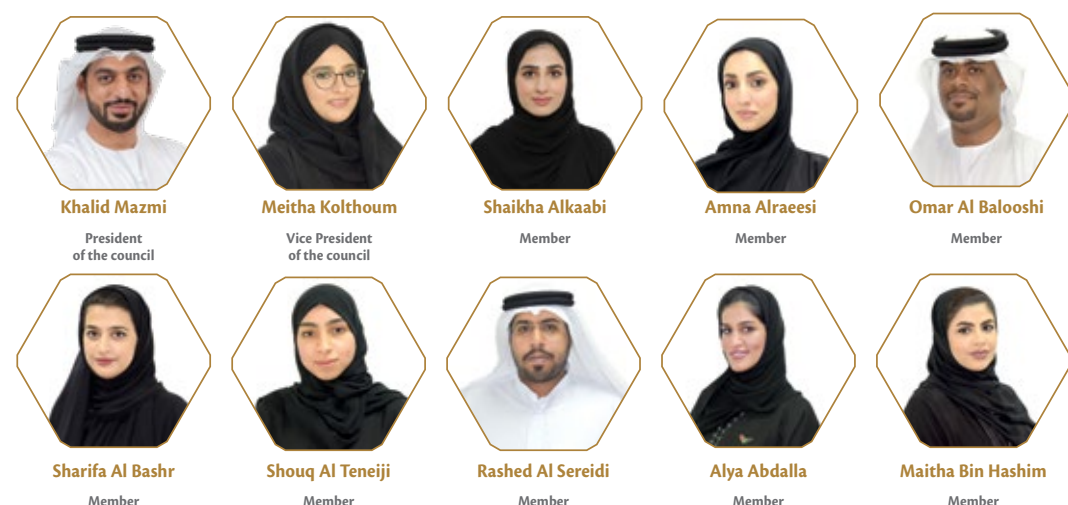 Khalid Mazmi
President
of the council
Meitha Kolthoum
Vice President
of the council
Shaikha Alkaabi
Member
Amna Alraeesi
Member
Omar Al Balooshi
Member
Sharifa Al Bashr
Member
Shouq Al Teneiji
Member
Rashed Al Sereidi
Member
Alya Abdalla
Member
Maitha Bin Hashim
Member